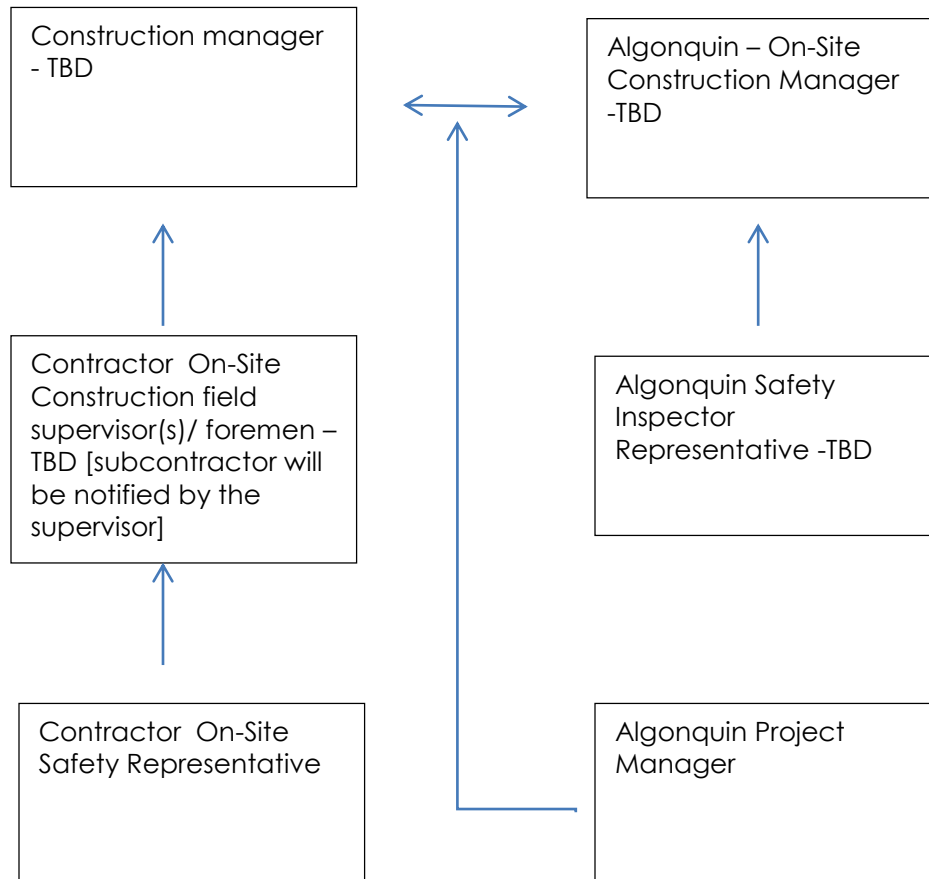 Construction manager
- TBD
Algonquin – On-Site
Construction Manager
-TBD
Contractor On-Site
Construction field
supervisor(s)/ foremen –
TBD [subcontractor will
be notified by the
supervisor]
Algonquin Safety
Inspector
Representative -TBD
Contractor On-Site
Safety Representative
Algonquin Project
Manager